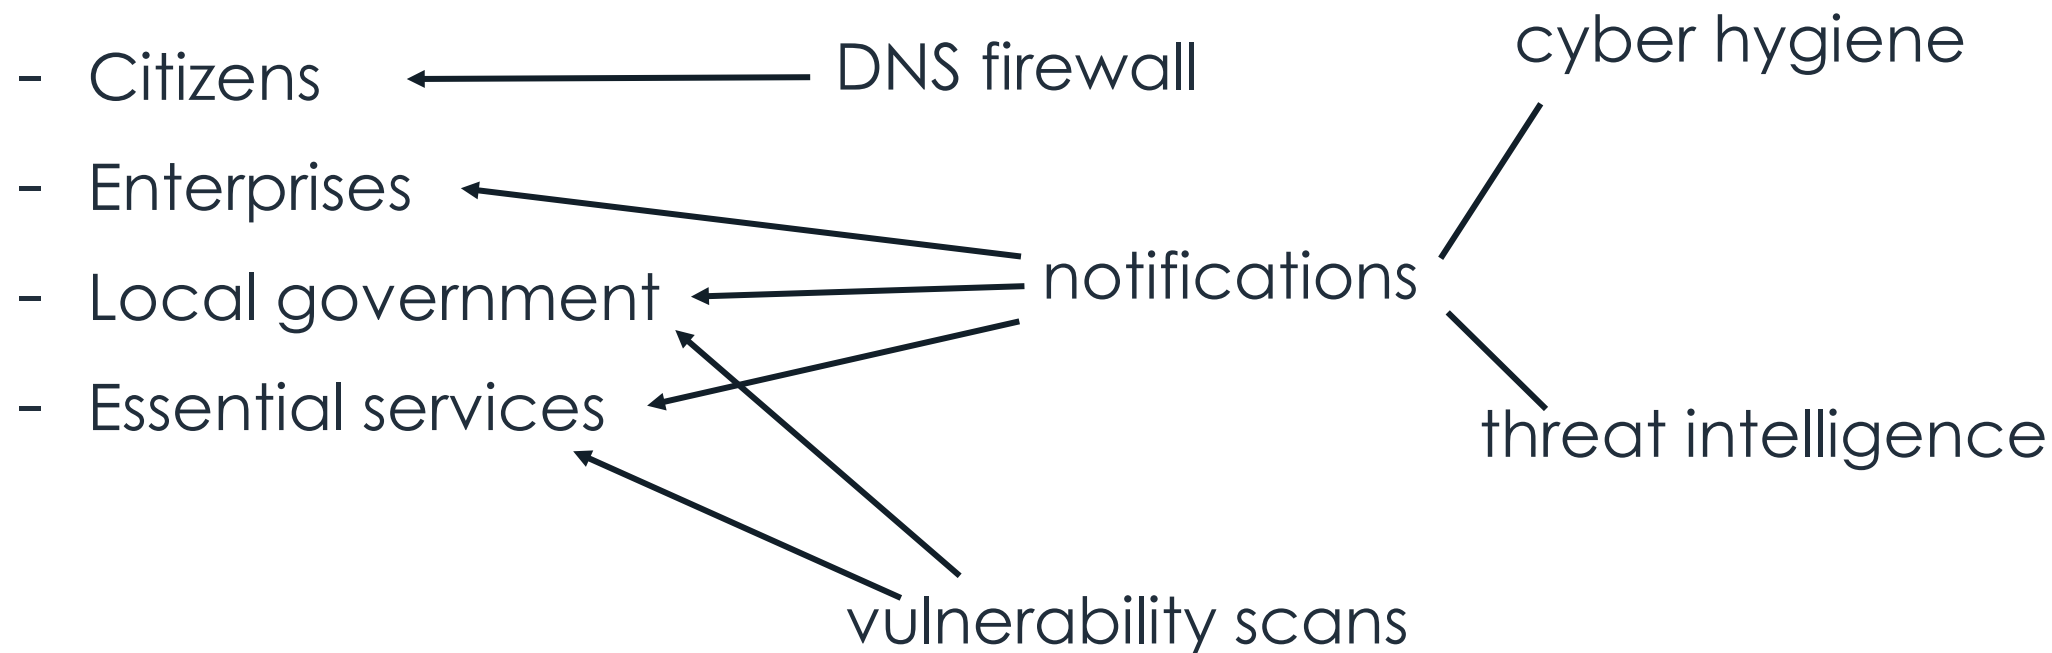 - Citizens
- Enterprises
- Local government
- Essential services
DNS firewall
notifications
vulnerability scans
cyber hygiene
threat intelligence